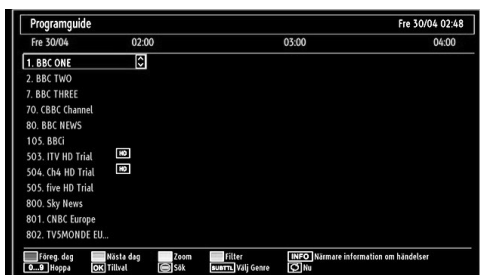 Programguide Fre 30/04 02:48
Fre 30/04 02:00 03:00 04:00
1. BBC ONE
2. BBC TWO
7. BBC THREE
70. CBBC Channel
80. BBC NEWS
105. BBCi
503. ITV HD Trial HD
504. Ch4 HD Trial HD
505. five HD Trial
800. Sky News
801. CNBC Europe
802. TV5MONDE EU...
Föreg. dag Nästa dag Zoom Filter INFO Närmare information om händelser
0...9 Hoppa OK Tillval Sök SUBTTL Välj Genre Nu